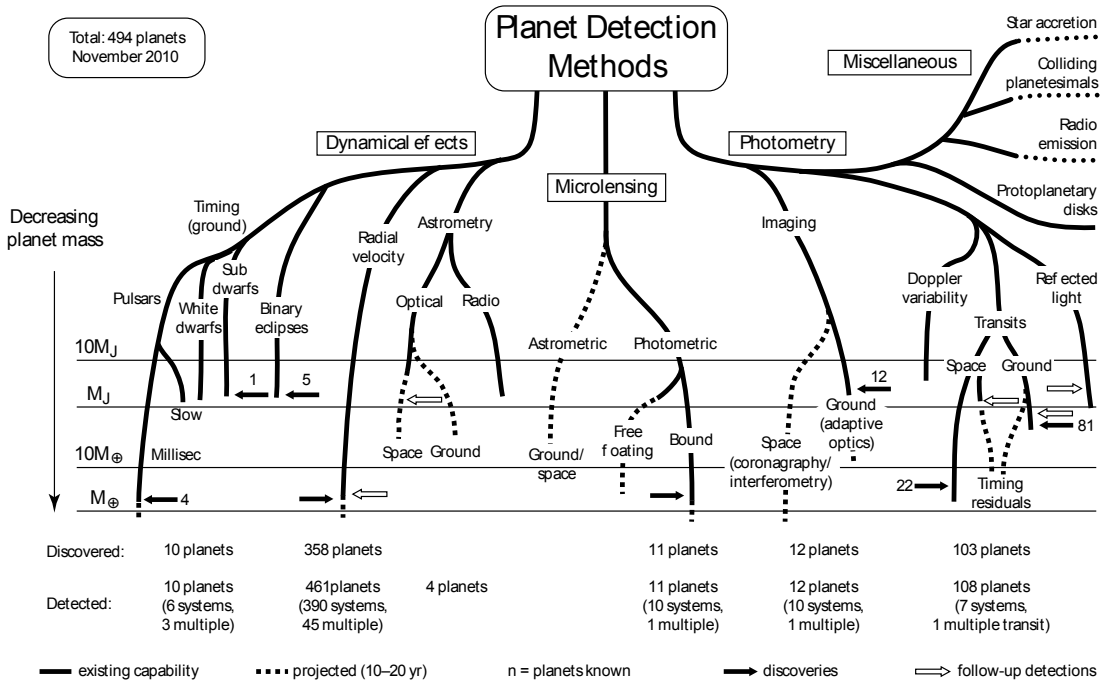 Total: 494 planets
November 2010
Planet Detection
Methods
Miscellaneous
Star accretion
Colliding
planetesimals
Radio
emission
Protoplanetary
disks
Dynamical ef ects
Photometry
Microlensing
Decreasing
planet mass
Timing
(ground)
Radial
velocity
Astrometry
Imaging
Pulsars
White
dwarfs
Sub
dwarfs
Binary
eclipses
Optical
Radio
Astrometric
Photometric
Doppler
variability
Transits
Ref ected
light
Space
Ground
10MJ
MJ
10M⊕
M⊕
Slow
Millisec
1
5
4
12
81
22
Space
Ground
Ground/
space
Free
f oating
Bound
Space
(coronagraphy/
interferometry)
Ground
(adaptive
optics)
Timing
residuals
Discovered:
10 planets
358 planets
11 planets
12 planets
103 planets
Detected:
10 planets
(6 systems,
3 multiple)
461planets
(390 systems,
45 multiple)
4 planets
11 planets
(10 systems,
1 multiple)
12 planets
(10 systems,
1 multiple)
108 planets
(7 systems,
1 multiple transit)
existing capability
projected (10–20 yr)
n = planets known
discoveries
follow-up detections